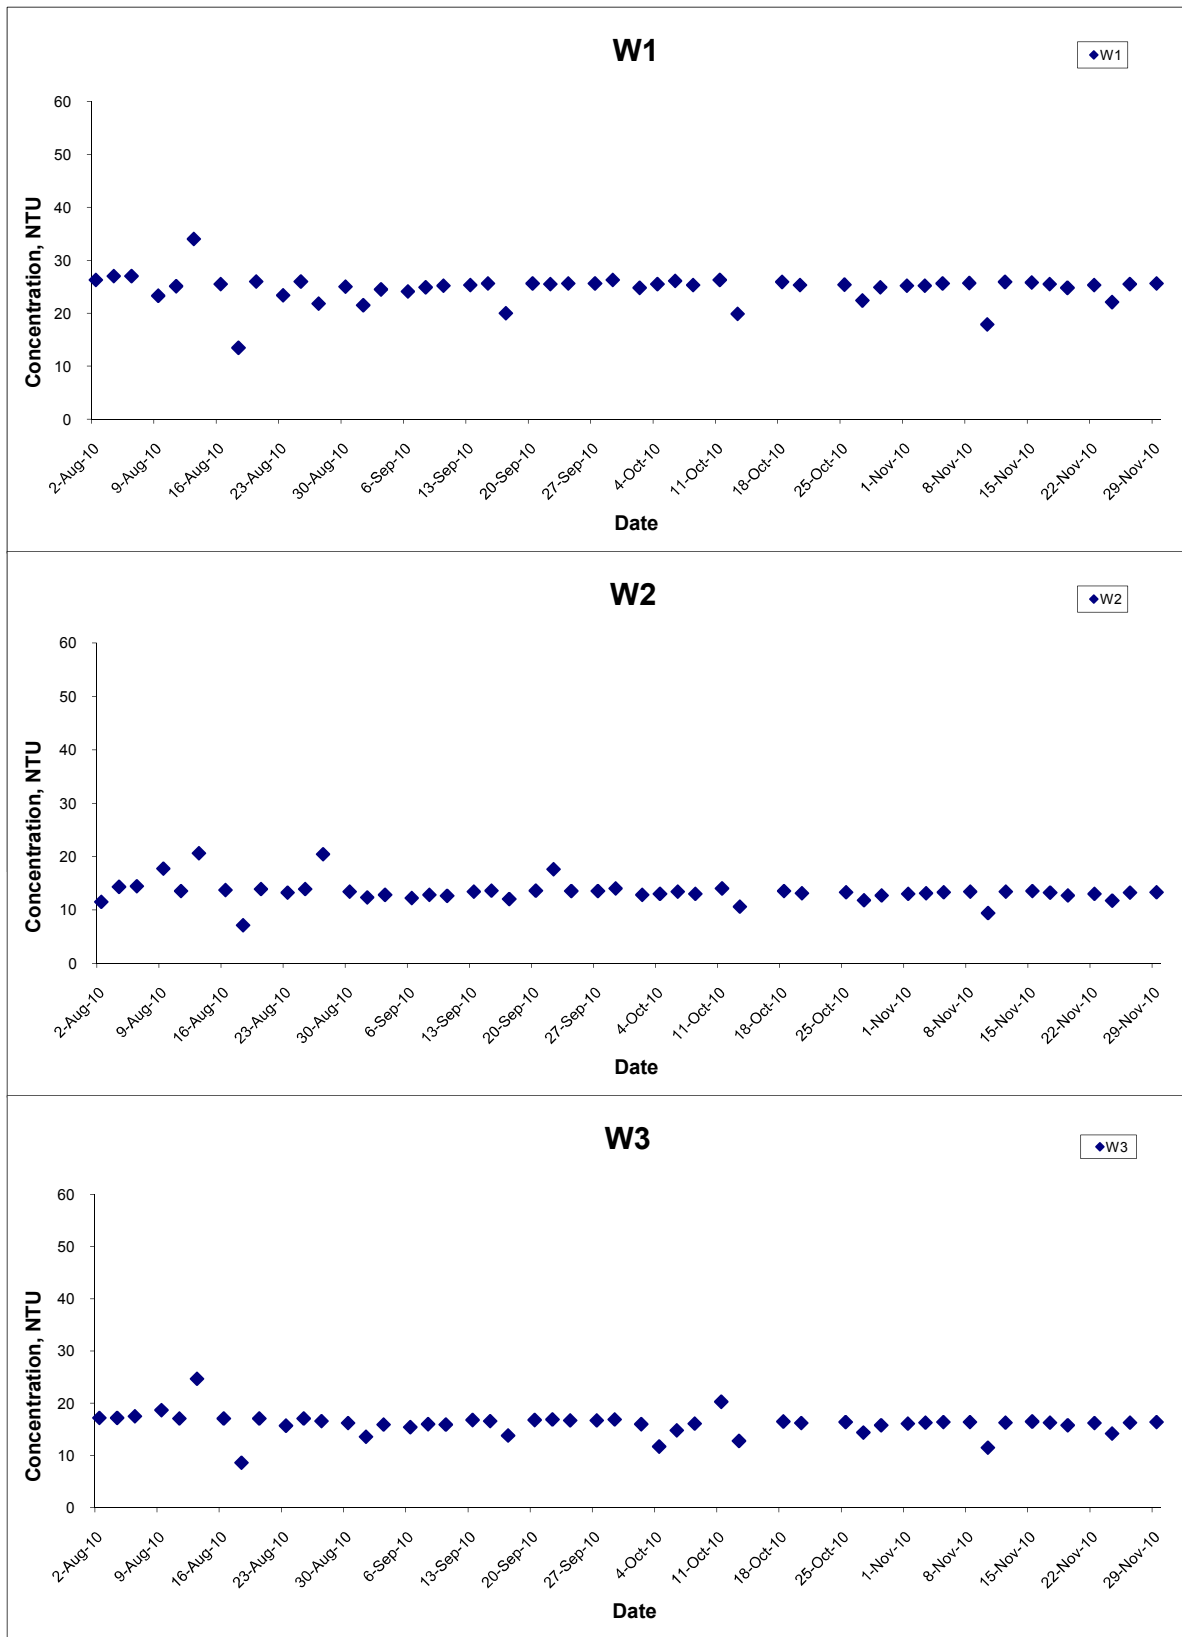 W1
W1
60
50
40
30
20
10
0
Concentration, NTU
2-Aug-10
9-Aug-10
16-Aug-10
23-Aug-10
30-Aug-10
6-Sep-10
13-Sep-10
20-Sep-10
27-Sep-10
4-Oct-10
11-Oct-10
18-Oct-10
25-Oct-10
1-Nov-10
8-Nov-10
15-Nov-10
22-Nov-10
29-Nov-10
Date
W2
W2
60
50
40
30
20
10
0
Concentration, NTU
2-Aug-10
9-Aug-10
16-Aug-10
23-Aug-10
30-Aug-10
6-Sep-10
13-Sep-10
20-Sep-10
27-Sep-10
4-Oct-10
11-Oct-10
18-Oct-10
25-Oct-10
1-Nov-10
8-Nov-10
15-Nov-10
22-Nov-10
29-Nov-10
Date
W3
W3
60
50
40
30
20
10
0
Concentration, NTU
2-Aug-10
9-Aug-10
16-Aug-10
23-Aug-10
30-Aug-10
6-Sep-10
13-Sep-10
20-Sep-10
27-Sep-10
4-Oct-10
11-Oct-10
18-Oct-10
25-Oct-10
1-Nov-10
8-Nov-10
15-Nov-10
22-Nov-10
29-Nov-10
Date